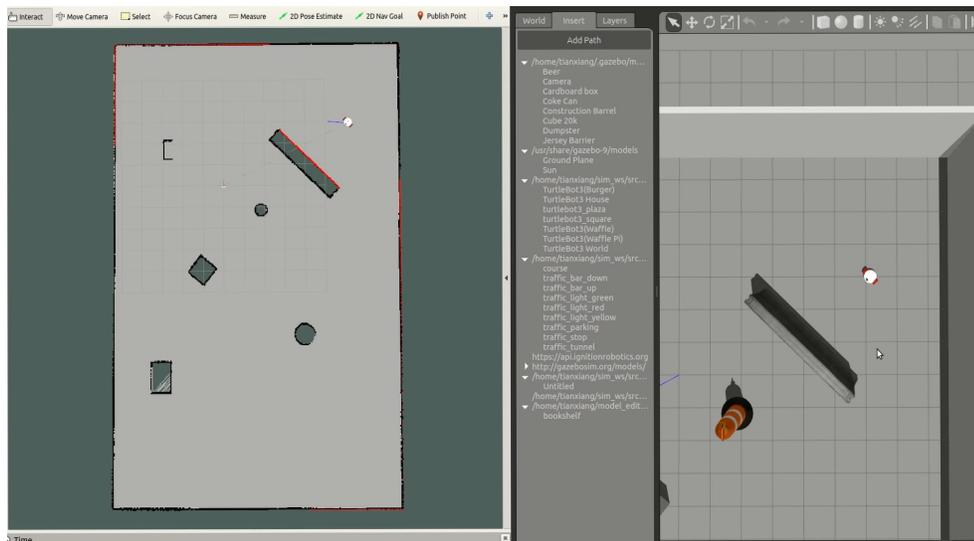 Interact Move Camera Select Focus Camera Measure 2D Pose Estimate 2D Nav Goal Publish Point »
World Insert Layers
Add Path
/home/tianxiang/.gazebo/m...
Beer
Camera
Cardboard box
Coke Can
Construction Barrel
Cube 20k
Dumpster
Jersey Barrier
/usr/share/gazebo-9/models
Ground Plane
Sun
/home/tianxiang/sim_ws/src...
TurtleBot3(Burger)
TurtleBot3 House
turtlebot3_plaza
turtlebot3_square
TurtleBot3(Waffle)
TurtleBot3(Waffle Pi)
TurtleBot3 World
/home/tianxiang/sim_ws/src...
course
traffic_bar_down
traffic_bar_up
traffic_light_green
traffic_light_red
traffic_light_yellow
traffic_parking
traffic_stop
traffic_tunnel
https://api.ignitionrobotics.org
http://gazebosim.org/models/
/home/tianxiang/sim_ws/src...
Untitled
/home/tianxiang/sim_ws/src...
/home/tianxiang/model_edit...
bookshelf
Time